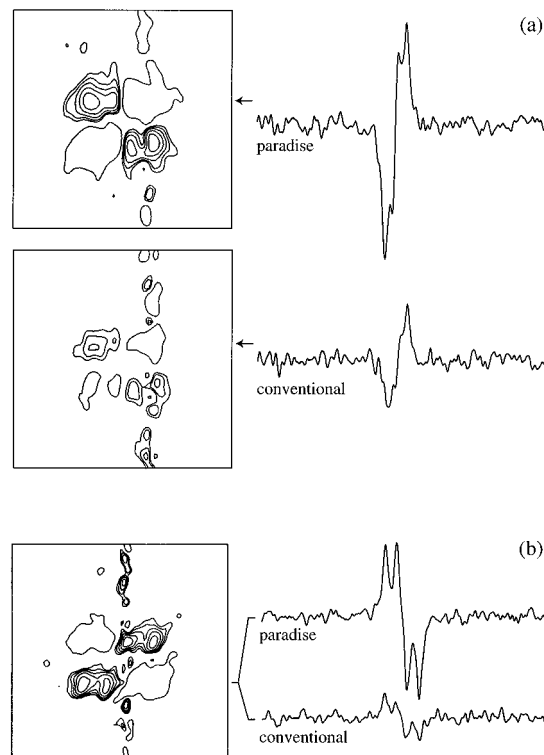 (a)
paradise
conventional
(b)
paradise
conventional